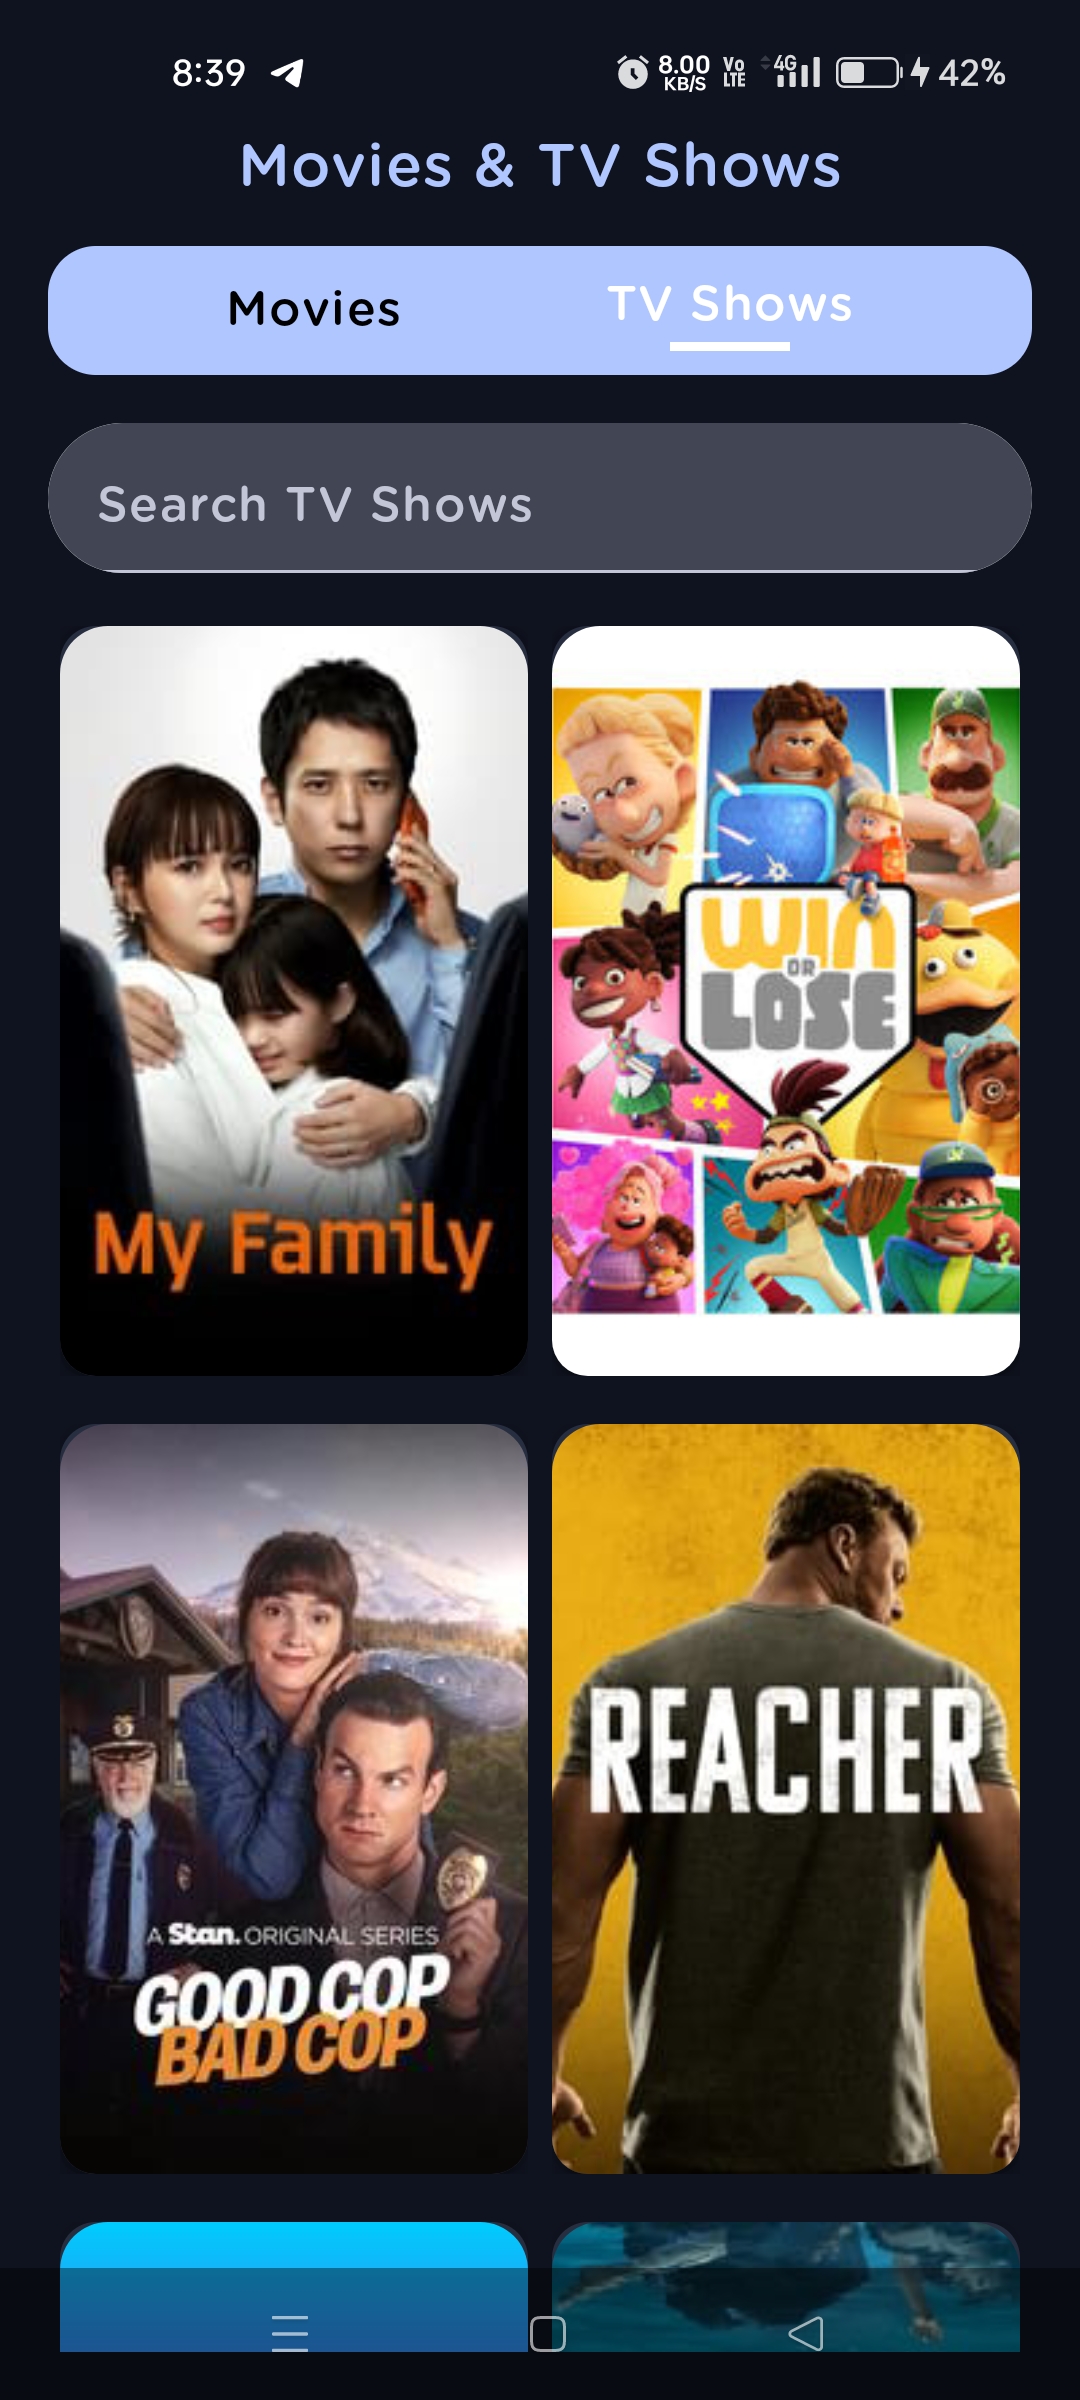 8:39
8.00 KB/S Vo LTE 4G 42%
Movies & TV Shows
Movies TV Shows
Search TV Shows
My Family
WIN
OR
LOSE
A Stan. ORIGINAL SERIES
GOOD COP
BAD COP
REACHER